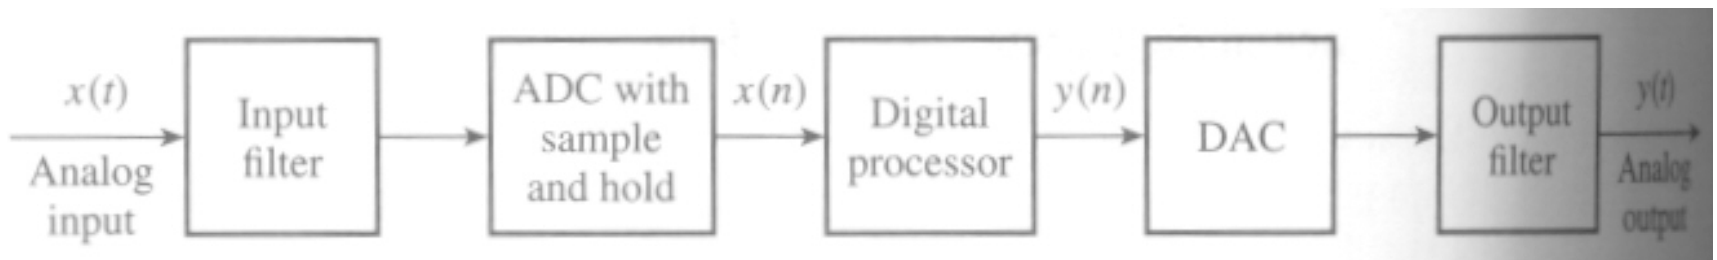 x(t)
Analog
input
Input
filter
ADC with
sample
and hold
x(n)
Digital
processor
y(n)
DAC
Output
filter
y(t)
Analog
output